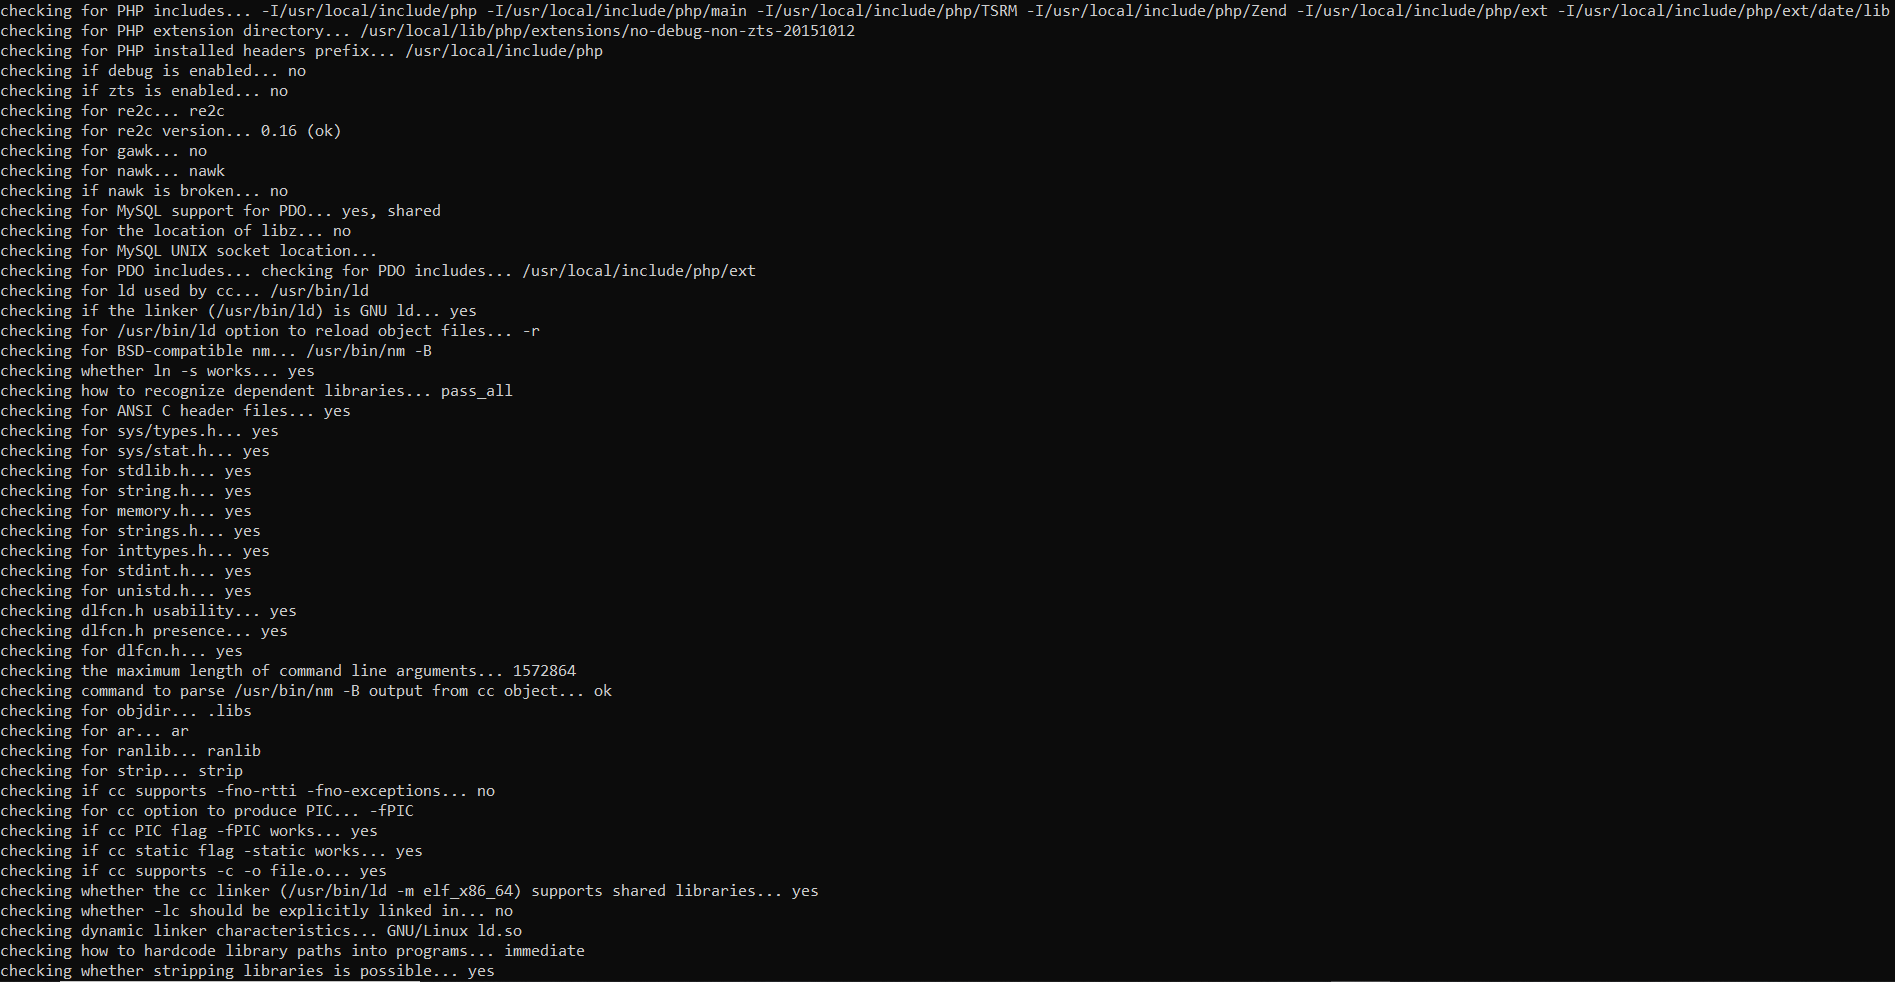 checking for PHP includes... -I/usr/local/include/php -I/usr/local/include/php/main -I/usr/local/include/php/TSRM -I/usr/local/include/php/Zend -I/usr/local/include/php/ext -I/usr/local/include/php/ext/date/lib
checking for PHP extension directory... /usr/local/lib/php/extensions/no-debug-non-zts-20151012
checking for PHP installed headers prefix... /usr/local/include/php
checking if debug is enabled... no
checking if zts is enabled... no
checking for re2c... re2c
checking for re2c version... 0.16 (ok)
checking for gawk... no
checking for nawk... nawk
checking if nawk is broken... no
checking for MySQL support for PDO... yes, shared
checking for the location of libz... no
checking for MySQL UNIX socket location...
checking for PDO includes... checking for PDO includes... /usr/local/include/php/ext
checking for ld used by cc... /usr/bin/ld
checking if the linker (/usr/bin/ld) is GNU ld... yes
checking for /usr/bin/ld option to reload object files... -r
checking for BSD-compatible nm... /usr/bin/nm -B
checking whether ln -s works... yes
checking how to recognize dependent libraries... pass_all
checking for ANSI C header files... yes
checking for sys/types.h... yes
checking for sys/stat.h... yes
checking for stdlib.h... yes
checking for string.h... yes
checking for memory.h... yes
checking for strings.h... yes
checking for inttypes.h... yes
checking for stdint.h... yes
checking for unistd.h... yes
checking dlfcn.h usability... yes
checking dlfcn.h presence... yes
checking for dlfcn.h... yes
checking the maximum length of command line arguments... 1572864
checking command to parse /usr/bin/nm -B output from cc object... ok
checking for objdir... .libs
checking for ar... ar
checking for ranlib... ranlib
checking for strip... strip
checking if cc supports -fno-rtti -fno-exceptions... no
checking for cc option to produce PIC... -fPIC
checking if cc PIC flag -fPIC works... yes
checking if cc static flag -static works... yes
checking if cc supports -c -o file.o... yes
checking whether the cc linker (/usr/bin/ld -m elf_x86_64) supports shared libraries... yes
checking whether -lc should be explicitly linked in... no
checking dynamic linker characteristics... GNU/Linux ld.so
checking how to hardcode library paths into programs... immediate
checking whether stripping libraries is possible... yes